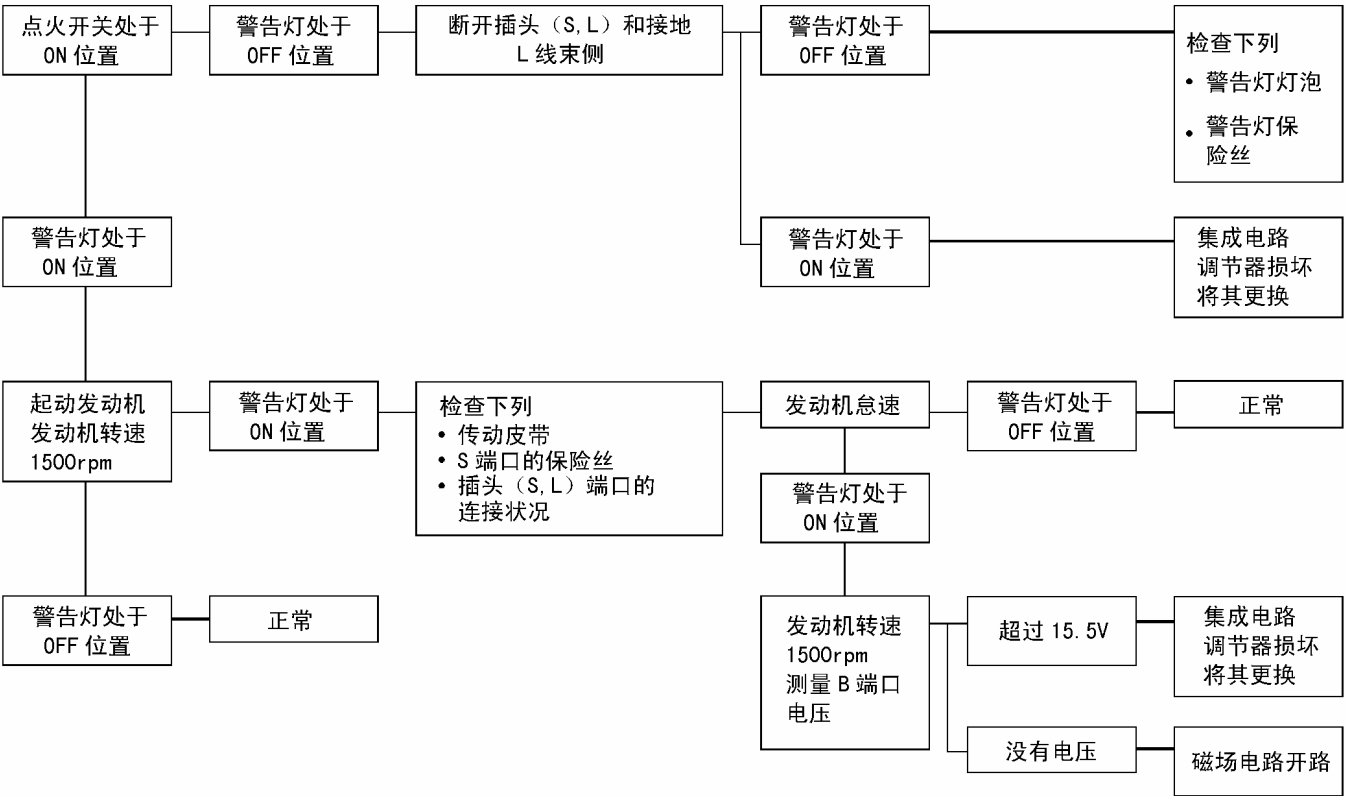 点火开关处于
ON 位置
警告灯处于
OFF 位置
断开插头（S,L）和接地
L 线束侧
警告灯处于
OFF 位置
检查下列
• 警告灯灯泡
• 警告灯保
险丝
警告灯处于
ON 位置
警告灯处于
ON 位置
集成电路
调节器损坏
将其更换
起动发动机
发动机转速
1500rpm
警告灯处于
ON 位置
检查下列
• 传动皮带
• S 端口的保险丝
• 插头（S,L）端口的
连接状况
发动机怠速
警告灯处于
OFF 位置
正常
警告灯处于
ON 位置
警告灯处于
OFF 位置
正常
发动机转速
1500rpm
测量 B 端口
电压
超过 15.5V
集成电路
调节器损坏
将其更换
没有电压
磁场电路开路